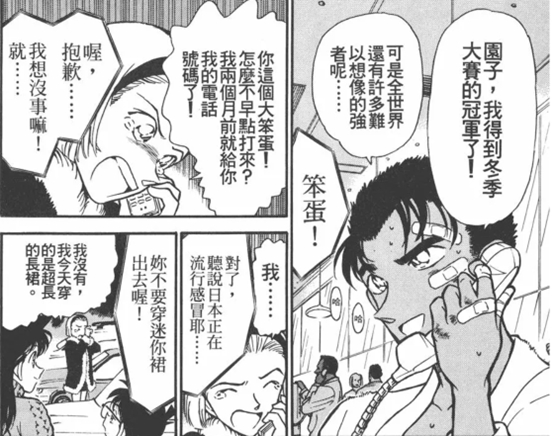 園子，我得到冬季
大賽的冠軍了！
可是全世界
還有許多難
以想像的強
者呢……
笨蛋！
哈
哈
你這個大笨蛋！
怎麼不早點打來？
我兩個月前就給你
我的電話
號碼了！
喔，
抱歉……
我想沒事嘛！
就……
我……
對了，
聽說日本正在
流行感冒耶……
妳不要穿迷你裙
出去喔！
我沒有，
我今天穿
的是超長
的長裙。